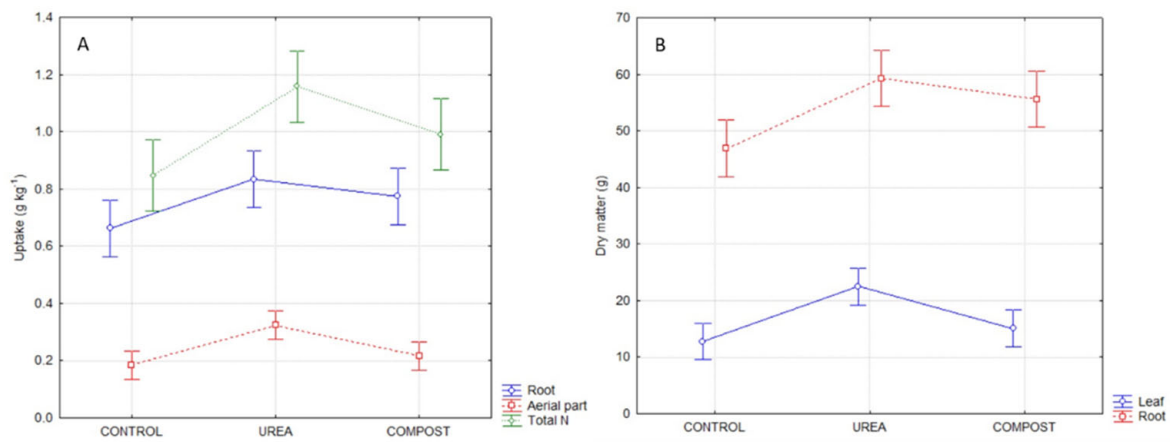 A
Uptake (g kg⁻¹)
1.4
1.2
1.0
0.8
0.6
0.4
0.2
0.0
CONTROL UREA COMPOST
Root
Aerial part
Total N
B
Dry matter (g)
70
60
50
40
30
20
10
0
CONTROL UREA COMPOST
Leaf
Root